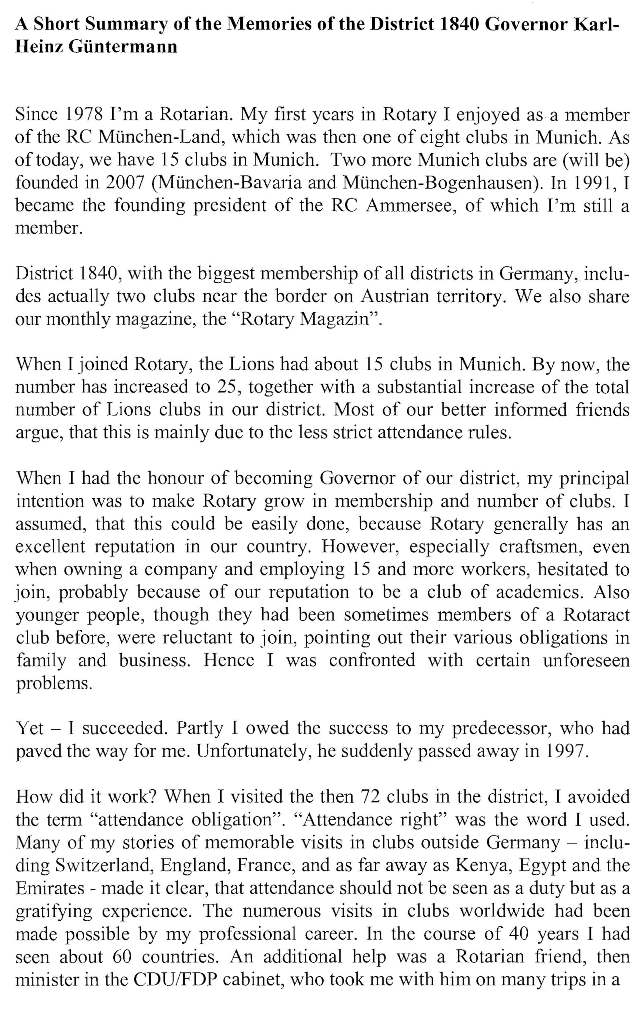 A Short Summary of the Memories of the District 1840 Governor Karl-
Heinz Güntermann
Since 1978 I'm a Rotarian. My first years in Rotary I enjoyed as a member
of the RC München-Land, which was then one of eight clubs in Munich. As
of today, we have 15 clubs in Munich. Two more Munich clubs are (will be)
founded in 2007 (München-Bavaria and München-Bogenhausen). In 1991, I
became the founding president of the RC Ammersee, of which I'm still a
member.
District 1840, with the biggest membership of all districts in Germany, inclu-
des actually two clubs near the border on Austrian territory. We also share
our monthly magazine, the “Rotary Magazin”.
When I joined Rotary, the Lions had about 15 clubs in Munich. By now, the
number has increased to 25, together with a substantial increase of the total
number of Lions clubs in our district. Most of our better informed friends
argue, that this is mainly due to the less strict attendance rules.
When I had the honour of becoming Governor of our district, my principal
intention was to make Rotary grow in membership and number of clubs. I
assumed, that this could be easily done, because Rotary generally has an
excellent reputation in our country. However, especially craftsmen, even
when owning a company and employing 15 and more workers, hesitated to
join, probably because of our reputation to be a club of academics. Also
younger people, though they had been sometimes members of a Rotaract
club before, were reluctant to join, pointing out their various obligations in
family and business. Hence I was confronted with certain unforeseen
problems.
Yet – I succeeded. Partly I owed the success to my predecessor, who had
paved the way for me. Unfortunately, he suddenly passed away in 1997.
How did it work? When I visited the then 72 clubs in the district, I avoided
the term “attendance obligation”. “Attendance right” was the word I used.
Many of my stories of memorable visits in clubs outside Germany – inclu-
ding Switzerland, England, France, and as far away as Kenya, Egypt and the
Emirates - made it clear, that attendance should not be seen as a duty but as a
gratifying experience. The numerous visits in clubs worldwide had been
made possible by my professional career. In the course of 40 years I had
seen about 60 countries. An additional help was a Rotarian friend, then
minister in the CDU/FDP cabinet, who took me with him on many trips in a